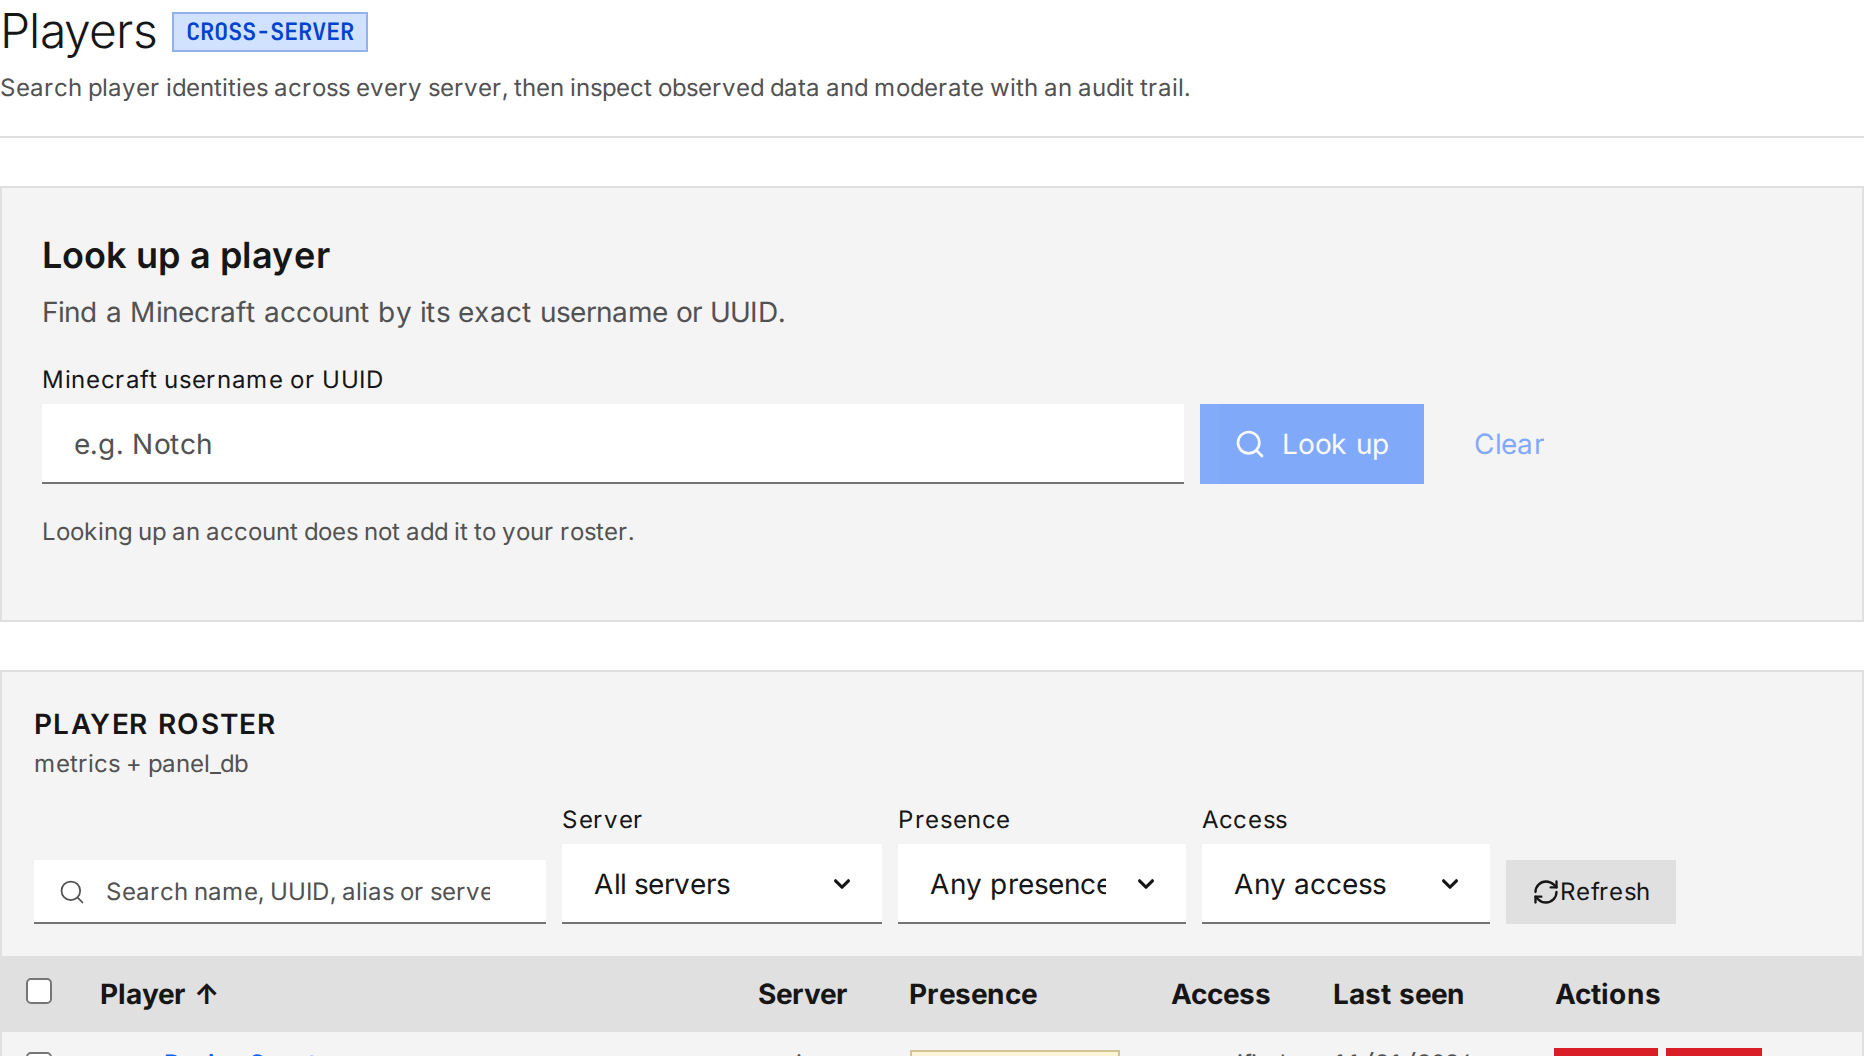 Players CROSS-SERVER
Search player identities across every server, then inspect observed data and moderate with an audit trail.
Look up a player
Find a Minecraft account by its exact username or UUID.
Minecraft username or UUID
e.g. Notch
Look up
Clear
Looking up an account does not add it to your roster.
PLAYER ROSTER
metrics + panel_db
Server Presence Access
Search name, UUID, alias or serve All servers Any presence Any access Refresh
Player ↑ Server Presence Access Last seen Actions